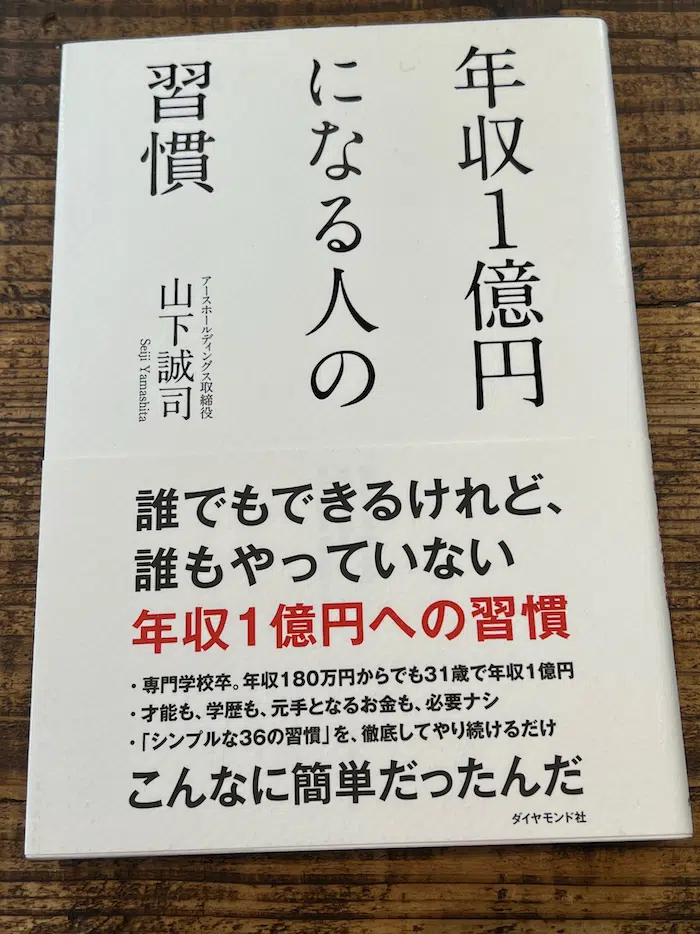 年収1億円
になる人の
習慣
アースホールディングス取締役
山下誠司
Seiji Yamashita
誰でもできるけれど、
誰もやっていない
年収1億円への習慣
・専門学校卒。年収180万円からでも31歳で年収1億円
・才能も、学歴も、元手となるお金も、必要ナシ
・「シンプルな36の習慣」を、徹底してやり続けるだけ
こんなに簡単だったんだ
ダイヤモンド社